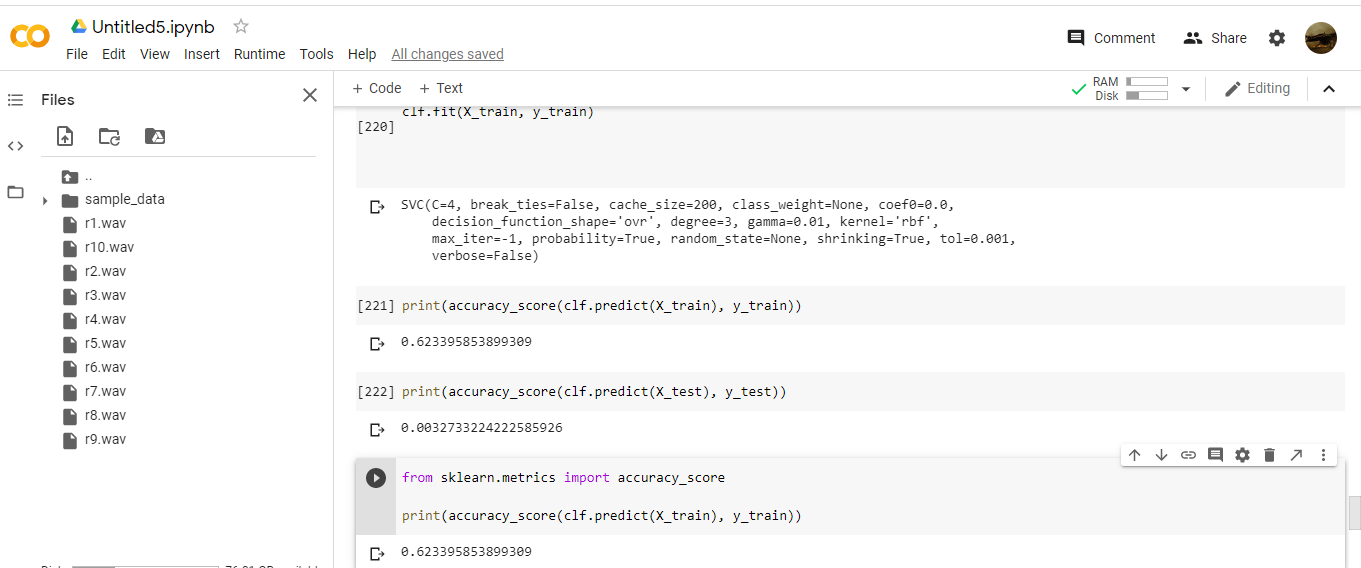 Untitled5.ipynb
File Edit View Insert Runtime Tools Help All changes saved
Comment Share
Files
+ Code + Text
RAM
Disk
Editing
..
sample_data
r1.wav
r10.wav
r2.wav
r3.wav
r4.wav
r5.wav
r6.wav
r7.wav
r8.wav
r9.wav
clf.fit(X_train, y_train)
[220]
SVC(C=4, break_ties=False, cache_size=200, class_weight=None, coef0=0.0,
decision_function_shape='ovr', degree=3, gamma=0.01, kernel='rbf',
max_iter=-1, probability=True, random_state=None, shrinking=True, tol=0.001,
verbose=False)
[221] print(accuracy_score(clf.predict(X_train), y_train))
0.623395853899309
[222] print(accuracy_score(clf.predict(X_test), y_test))
0.0032733224222585926
from sklearn.metrics import accuracy_score
print(accuracy_score(clf.predict(X_train), y_train))
0.623395853899309